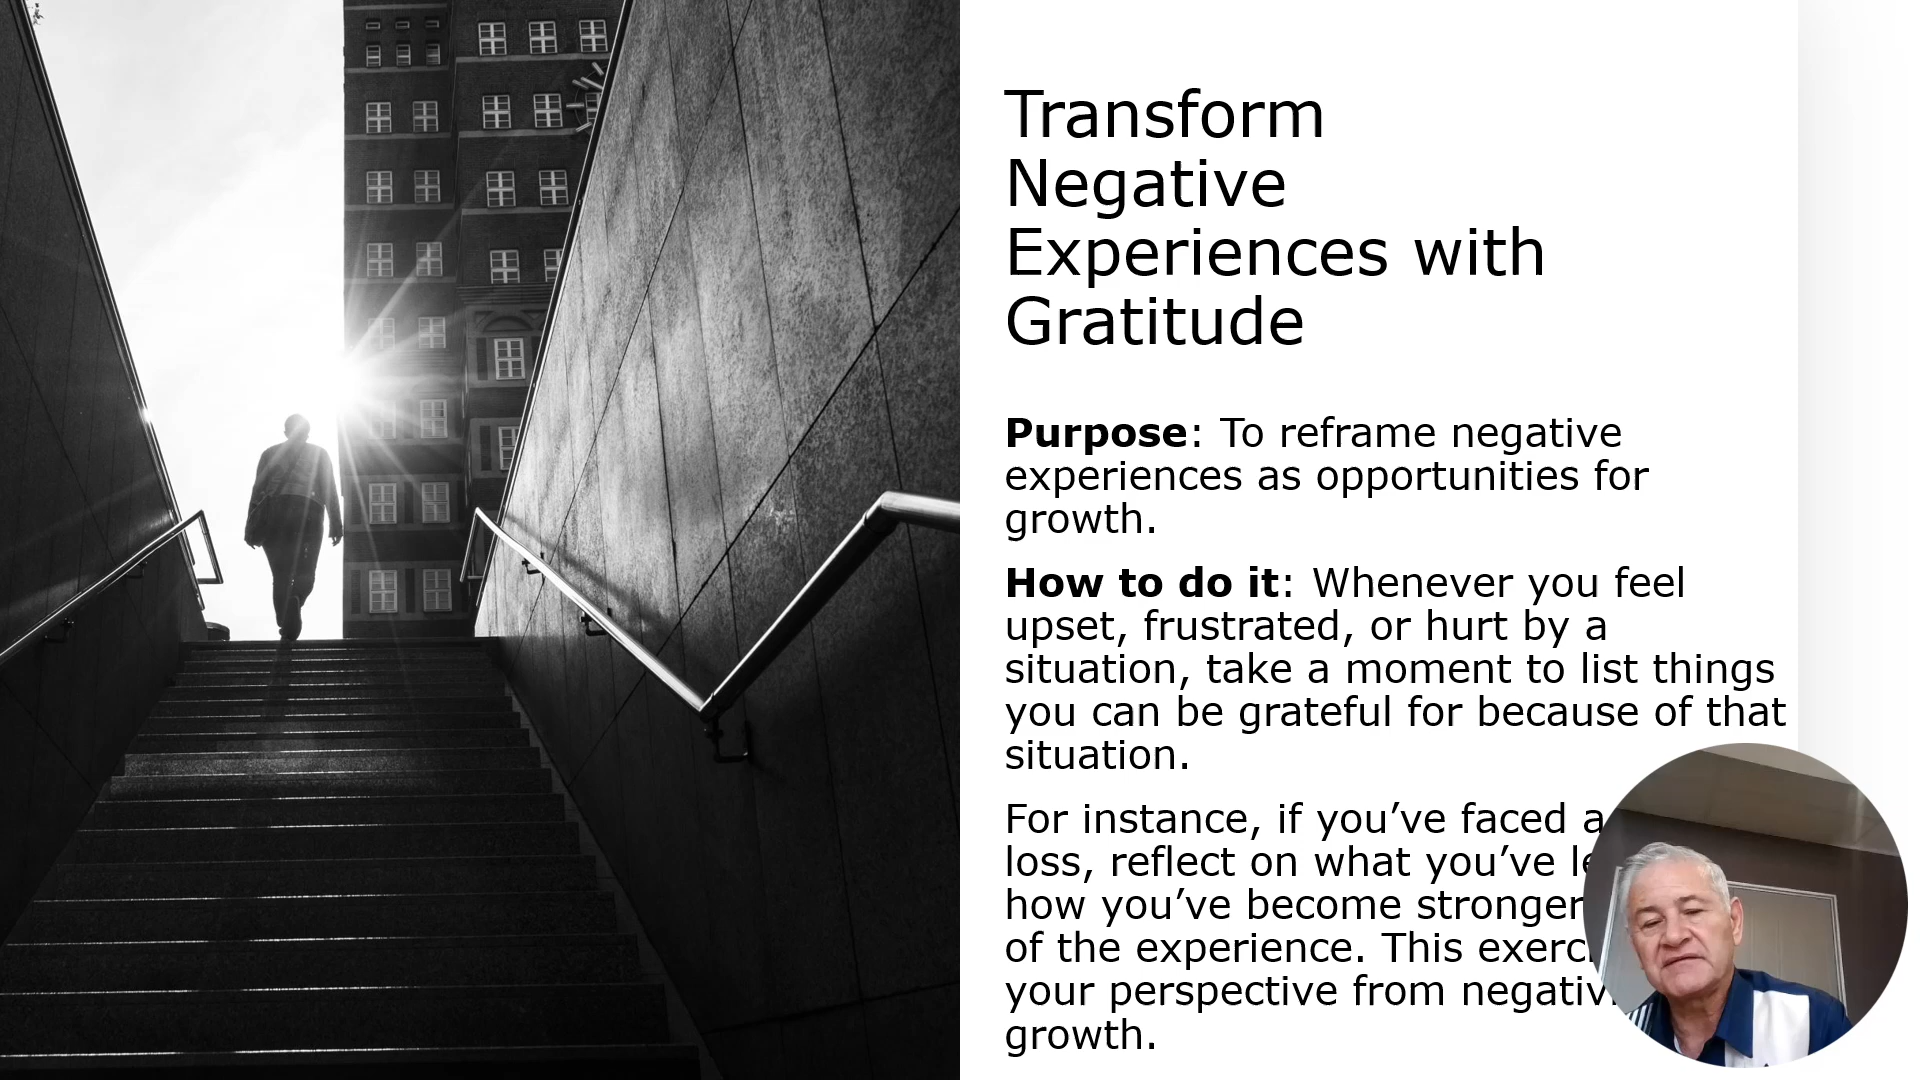 Transform
Negative
Experiences with
Gratitude
Purpose: To reframe negative
experiences as opportunities for
growth.
How to do it: Whenever you feel
upset, frustrated, or hurt by a
situation, take a moment to list things
you can be grateful for because of that
situation.
For instance, if you’ve faced a
loss, reflect on what you’ve
how you’ve become stronger
of the experience. This
your perspective from
growth.